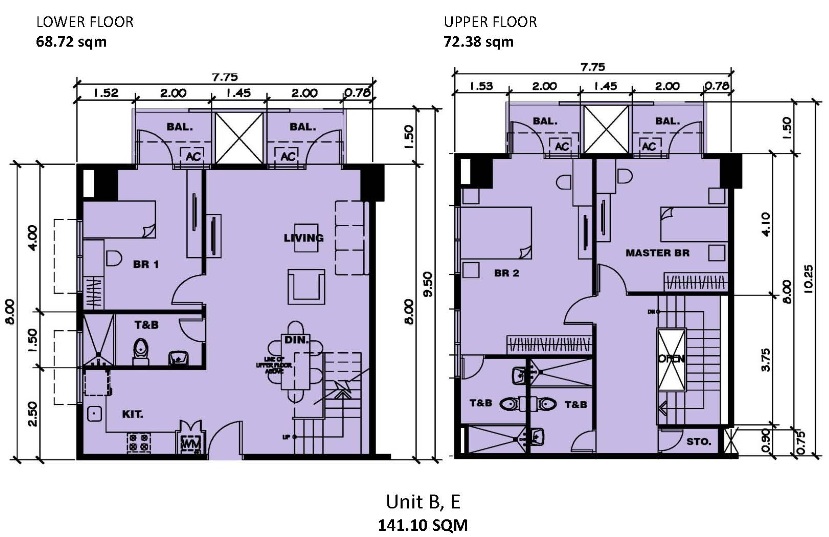 LOWER FLOOR
68.72 sqm
UPPER FLOOR
72.38 sqm
7.75
1.52 2.00 1.45 2.00 0.78
BAL. BAL.
AC AC
1.50
4.00
8.00
1.50
2.50
8.00
9.50
LIVING
BR 1
T&B
DIN.
LINE OF
UPPER FLOOR
ABOVE
KIT.
WM
UP
7.75
1.53 2.00 1.45 2.00 0.78
BAL. BAL.
AC AC
1.50
4.10
8.00
10.25
3.75
0.90
0.75
MASTER BR
BR 2
DN
OPEN
T&B T&B
STO.
Unit B, E
141.10 SQM